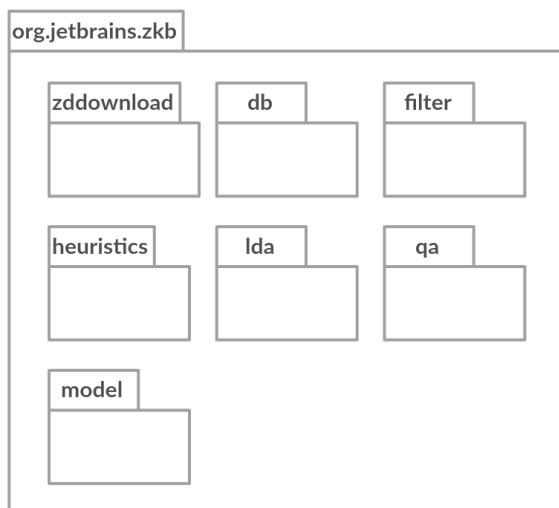 org.jetbrains.zkb
zddownload
db
filter
heuristics
lda
qa
model